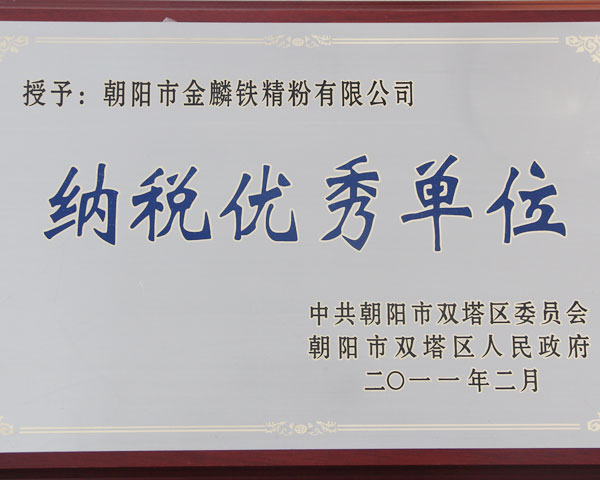 授予：朝阳市金麟铁精粉有限公司
纳税优秀单位
中共朝阳市双塔区委员会
朝阳市双塔区人民政府
二〇一一年二月